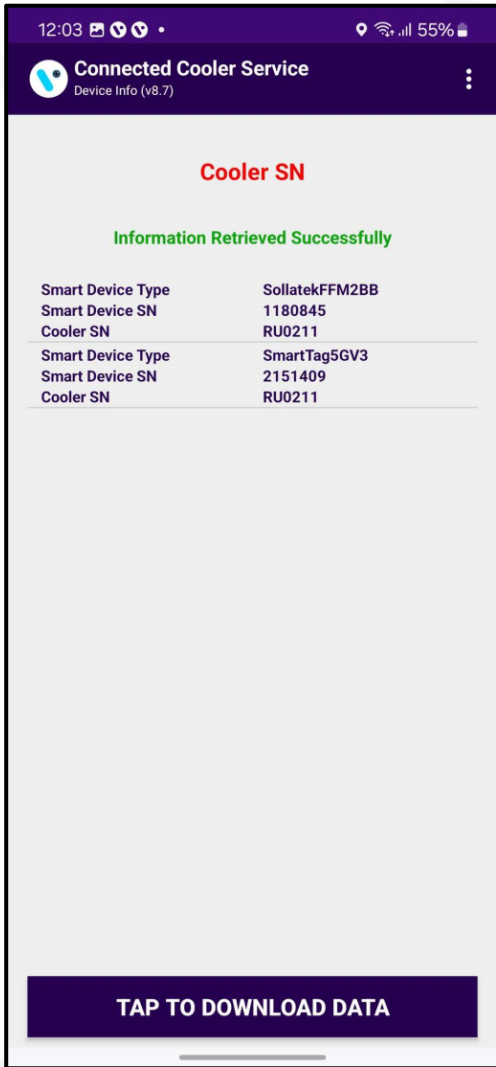 12:03 55%
Connected Cooler Service
Device Info (v8.7)
Cooler SN
Information Retrieved Successfully
Smart Device Type SollatekFFM2BB
Smart Device SN 1180845
Cooler SN RU0211
Smart Device Type SmartTag5GV3
Smart Device SN 2151409
Cooler SN RU0211
TAP TO DOWNLOAD DATA